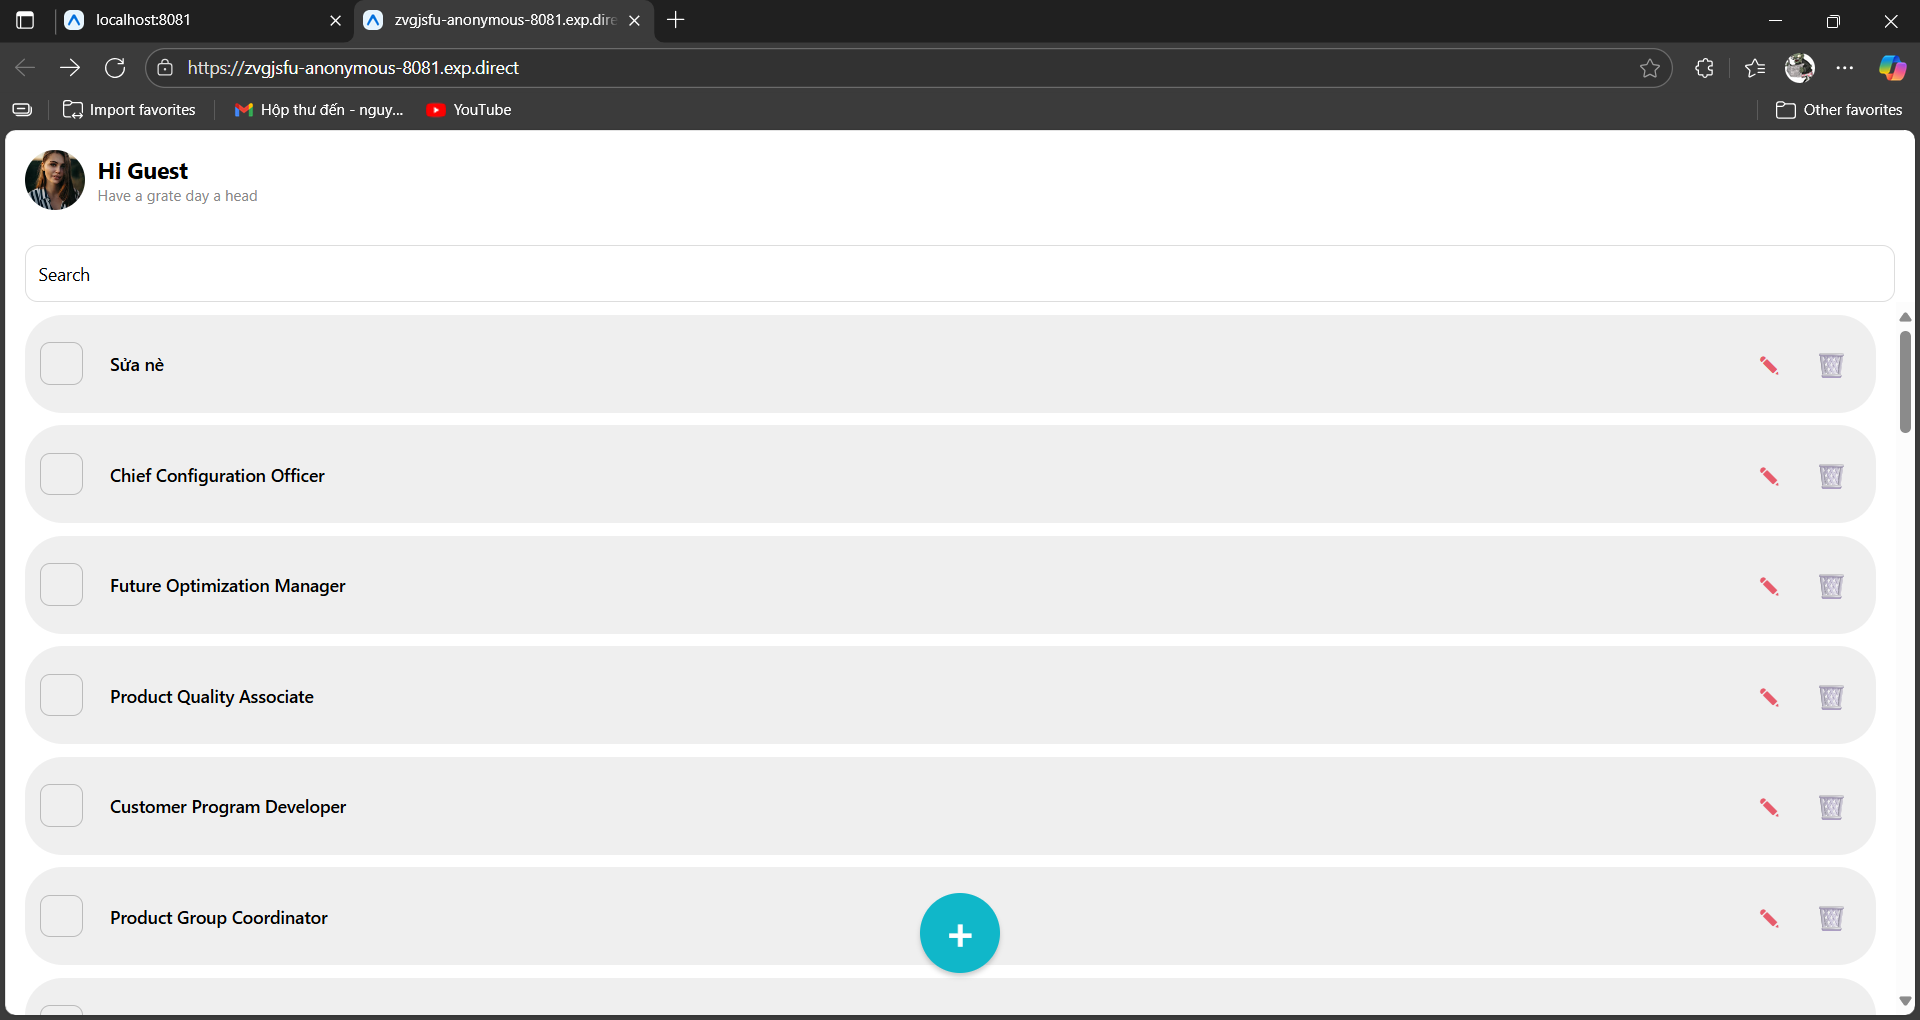 localhost:8081
zvgjsfu-anonymous-8081.exp.dire
https://zvgjsfu-anonymous-8081.exp.direct
Import favorites
Hộp thư đến - nguy...
YouTube
Other favorites
Hi Guest
Have a grate day a head
Search
Sửa nè
Chief Configuration Officer
Future Optimization Manager
Product Quality Associate
Customer Program Developer
Product Group Coordinator
+